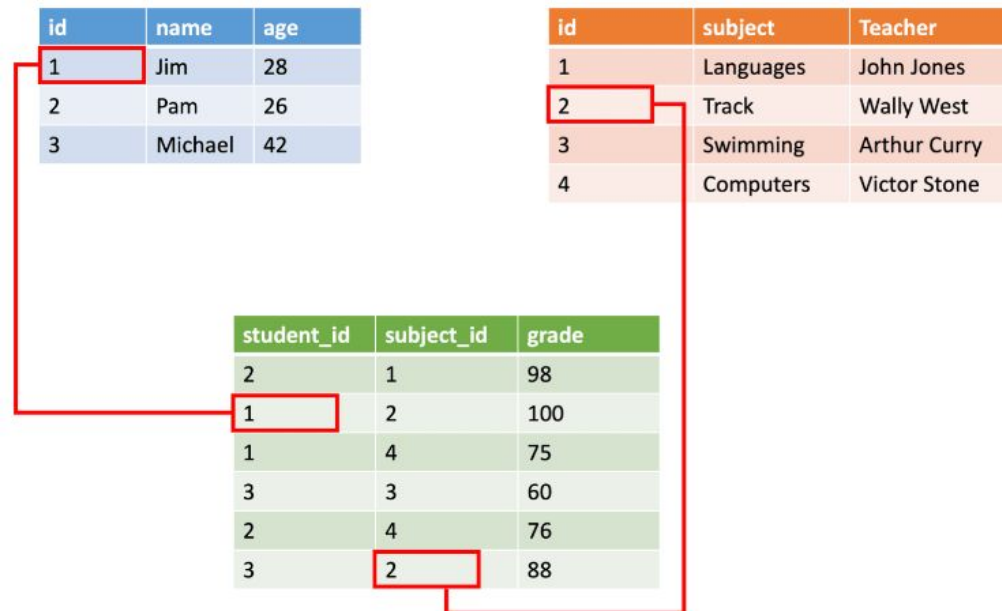 id name age
1 Jim 28
2 Pam 26
3 Michael 42
id subject Teacher
1 Languages John Jones
2 Track Wally West
3 Swimming Arthur Curry
4 Computers Victor Stone
student_id subject_id grade
2 1 98
1 2 100
1 4 75
3 3 60
2 4 76
3 2 88